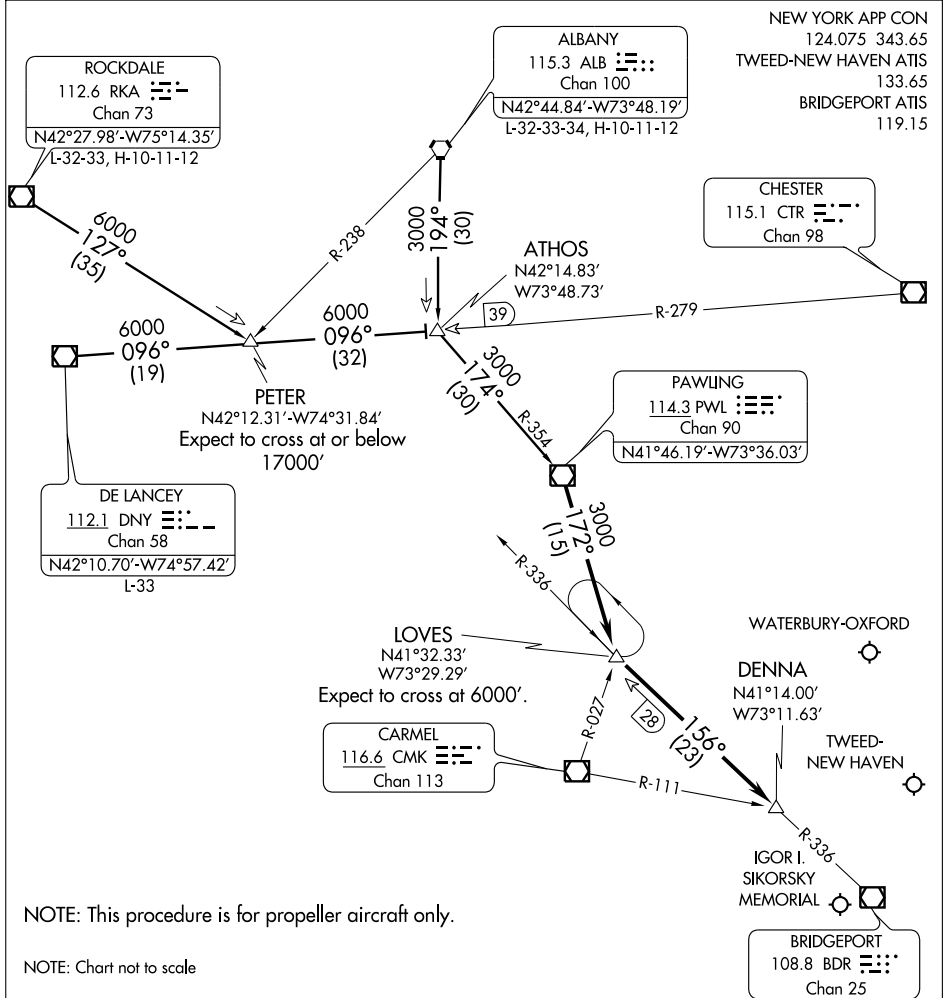 NEW YORK APP CON
124.075 343.65
TWEED-NEW HAVEN ATIS
133.65
BRIDGEPORT ATIS
119.15
ROCKDALE
112.6 RKA
Chan 73
N42°27.98'-W75°14.35'
L-32-33, H-10-11-12
ALBANY
115.3 ALB
Chan 100
N42°44.84'-W73°48.19'
L-32-33-34, H-10-11-12
CHESTER
115.1 CTR
Chan 98
6000
127°
(35)
R-238
3000
194°
(30)
ATHOS
N42°14.83'
W73°48.73'
39
R-279
6000
096°
(19)
6000
096°
(32)
PETER
N42°12.31'-W74°31.84'
Expect to cross at or below
17000'
3000
174°
(30)
R-354
PAWLING
114.3 PWL
Chan 90
N41°46.19'-W73°36.03'
DE LANCEY
112.1 DNY
Chan 58
N42°10.70'-W74°57.42'
L-33
3000
172°
(15)
R-336
LOVES
N41°32.33'
W73°29.29'
Expect to cross at 6000'.
WATERBURY-OXFORD
DENNA
N41°14.00'
W73°11.63'
R-027
28
156°
(23)
CARMEL
116.6 CMK
Chan 113
TWEED-
NEW HAVEN
R-111
R-336
IGOR I.
SIKORSKY
MEMORIAL
BRIDGEPORT
108.8 BDR
Chan 25
NOTE: This procedure is for propeller aircraft only.
NOTE: Chart not to scale